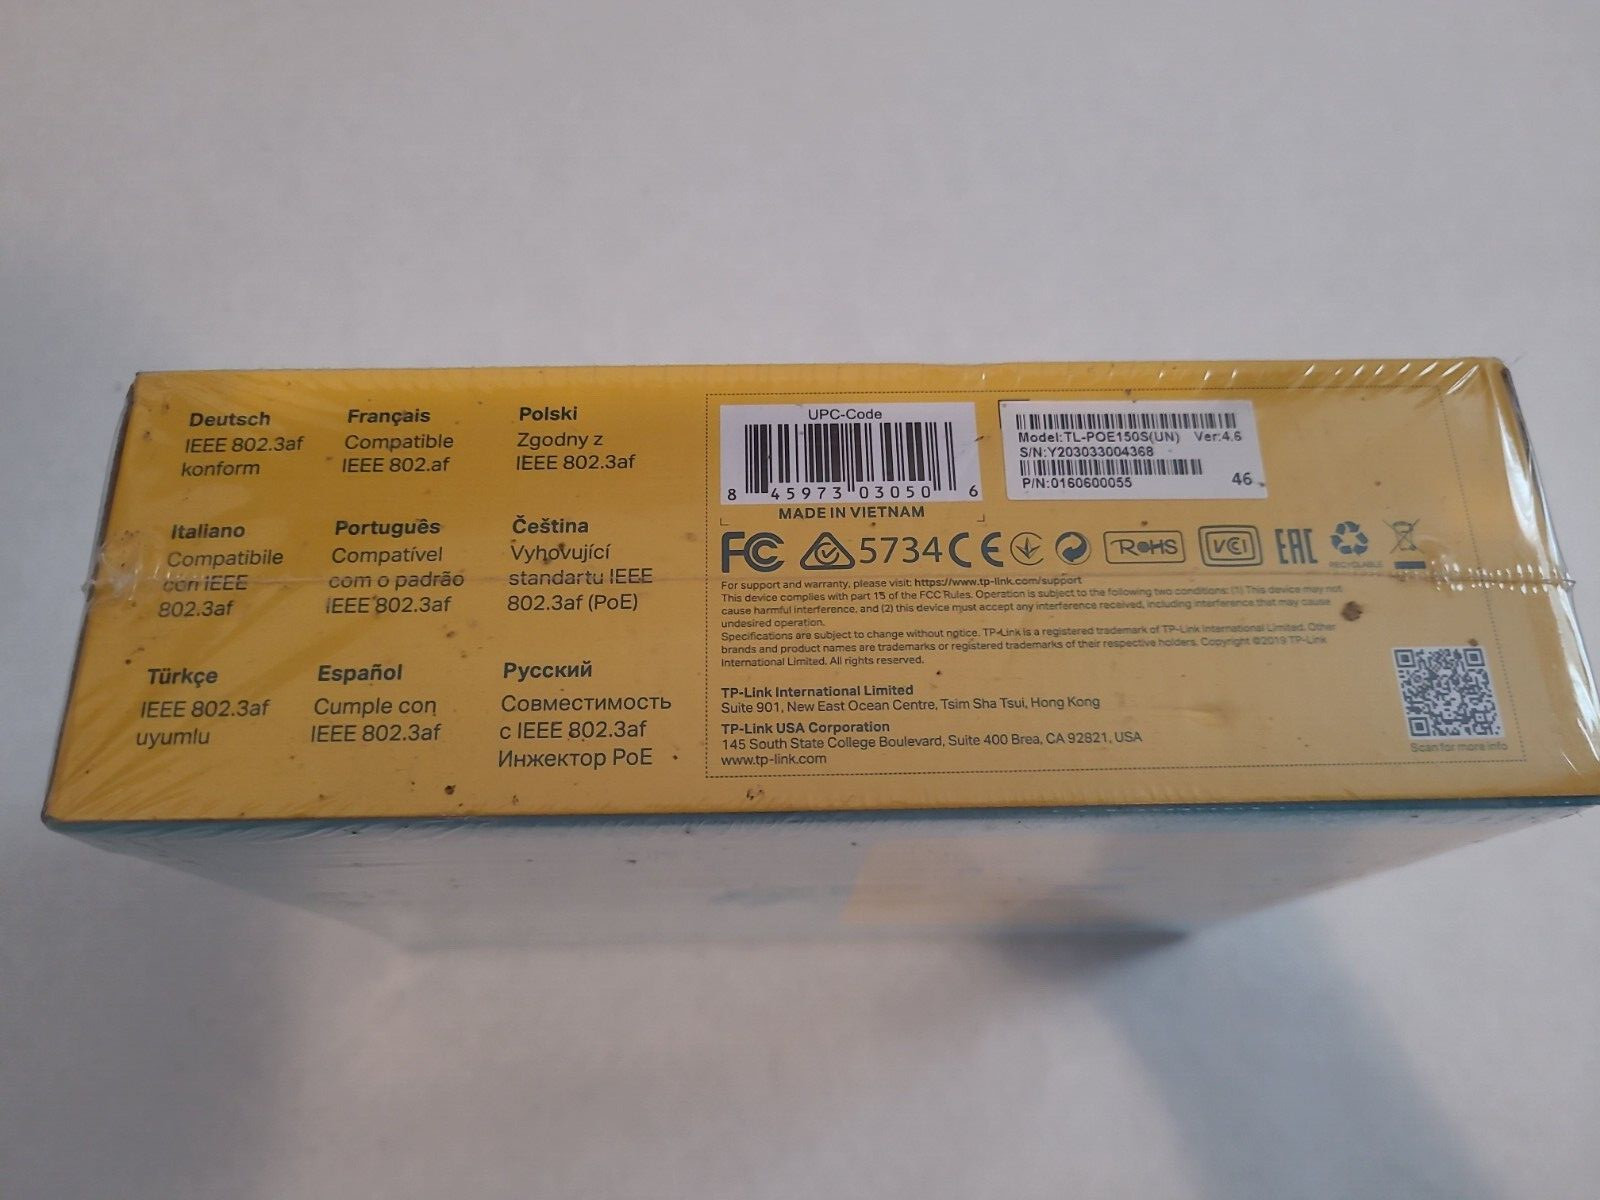 Deutsch
IEEE 802.3af
konform
Français
Compatible
IEEE 802.af
Polski
Zgodny z
IEEE 802.3af
Italiano
Compatibile
con IEEE
802.3af
Português
Compatível
com o padrão
IEEE 802.3af
Čeština
Vyhovující
standartu IEEE
802.3af (PoE)
Türkçe
IEEE 802.3af
uyumlu
Español
Cumple con
IEEE 802.3af
Русский
Совместимость
с IEEE 802.3af
Инжектор PoE
UPC-Code
8 45973 03050 6
MADE IN VIETNAM
Model:TL-POE150S(UN) Ver:4.6
S/N:Y203033004368
P/N:0160600055
46
FC 5734 CE RoHS VCCI EAC
RECYCLABLE
For support and warranty, please visit: https://www.tp-link.com/support
This device complies with part 15 of the FCC Rules. Operation is subject to the following two conditions: (1) This device may not
cause harmful interference, and (2) this device must accept any interference received, including interference that may cause
undesired operation.
Specifications are subject to change without notice. TP-Link is a registered trademark of TP-Link International Limited. Other
brands and product names are trademarks or registered trademarks of their respective holders. Copyright ©2019 TP-Link
International Limited. All rights reserved.
TP-Link International Limited
Suite 901, New East Ocean Centre, Tsim Sha Tsui, Hong Kong
TP-Link USA Corporation
145 South State College Boulevard, Suite 400 Brea, CA 92821, USA
www.tp-link.com
Scan for more info